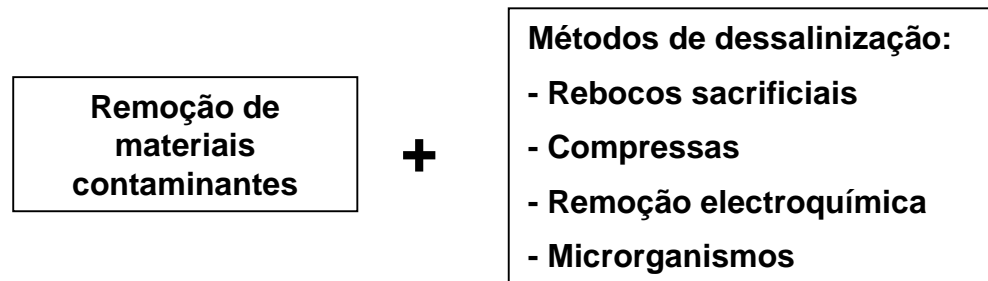 Remoção de
materiais
contaminantes
+
Métodos de dessalinização:
- Rebocos sacrificiais
- Compressas
- Remoção electroquímica
- Microrganismos